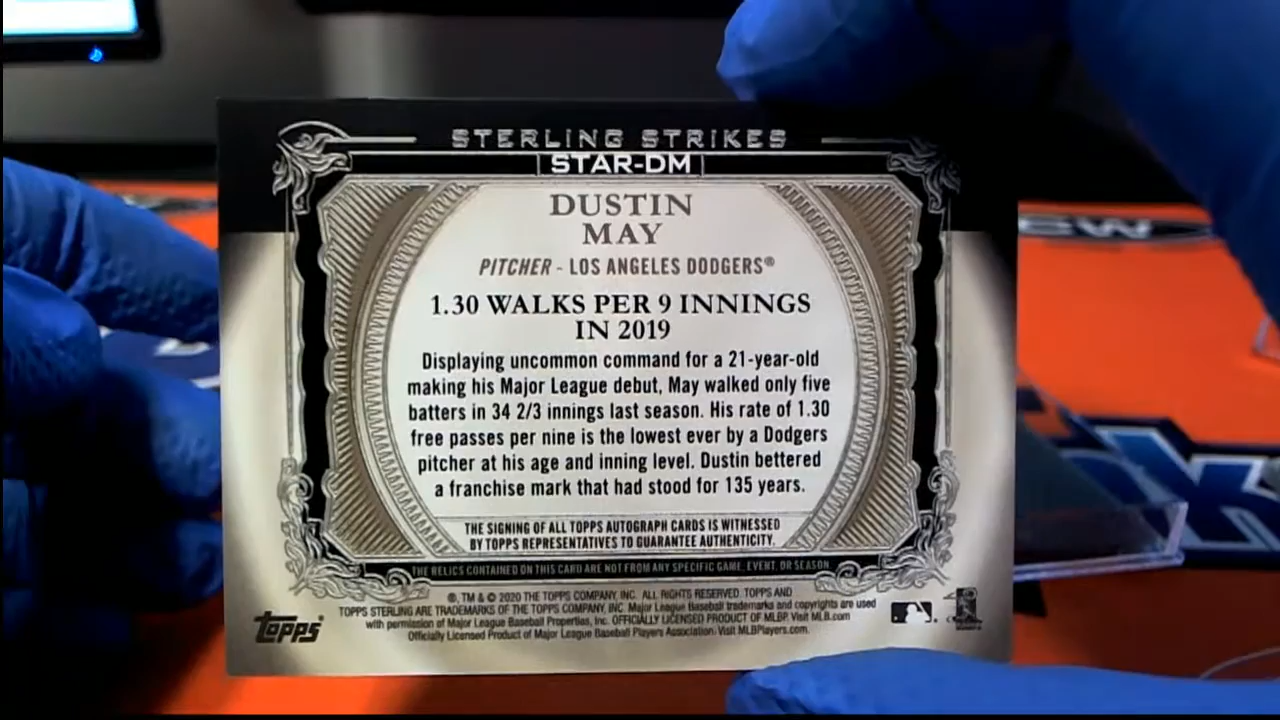 STERLING STRIKES
STAR-DM
DUSTIN
MAY
PITCHER - LOS ANGELES DODGERS®
1.30 WALKS PER 9 INNINGS
IN 2019
Displaying uncommon command for a 21-year-old
making his Major League debut, May walked only five
batters in 34 2/3 innings last season. His rate of 1.30
free passes per nine is the lowest ever by a Dodgers
pitcher at his age and inning level. Dustin bettered
a franchise mark that had stood for 135 years.
THE SIGNING OF ALL TOPPS AUTOGRAPH CARDS IS WITNESSED
BY TOPPS REPRESENTATIVES TO GUARANTEE AUTHENTICITY.
THE RELICS CONTAINED ON THIS CARD ARE NOT FROM ANY SPECIFIC GAME, EVENT, OR SEASON.
®, TM & © 2020 THE TOPPS COMPANY, INC. ALL RIGHTS RESERVED. TOPPS AND
TOPPS STERLING ARE TRADEMARKS OF THE TOPPS COMPANY, INC. Major League Baseball trademarks and copyrights are used
with permission of Major League Baseball Properties, Inc. OFFICIALLY LICENSED PRODUCT OF MLBP. Visit MLB.com
Officially Licensed Product of Major League Baseball Players Association. Visit MLBPlayers.com.
topps